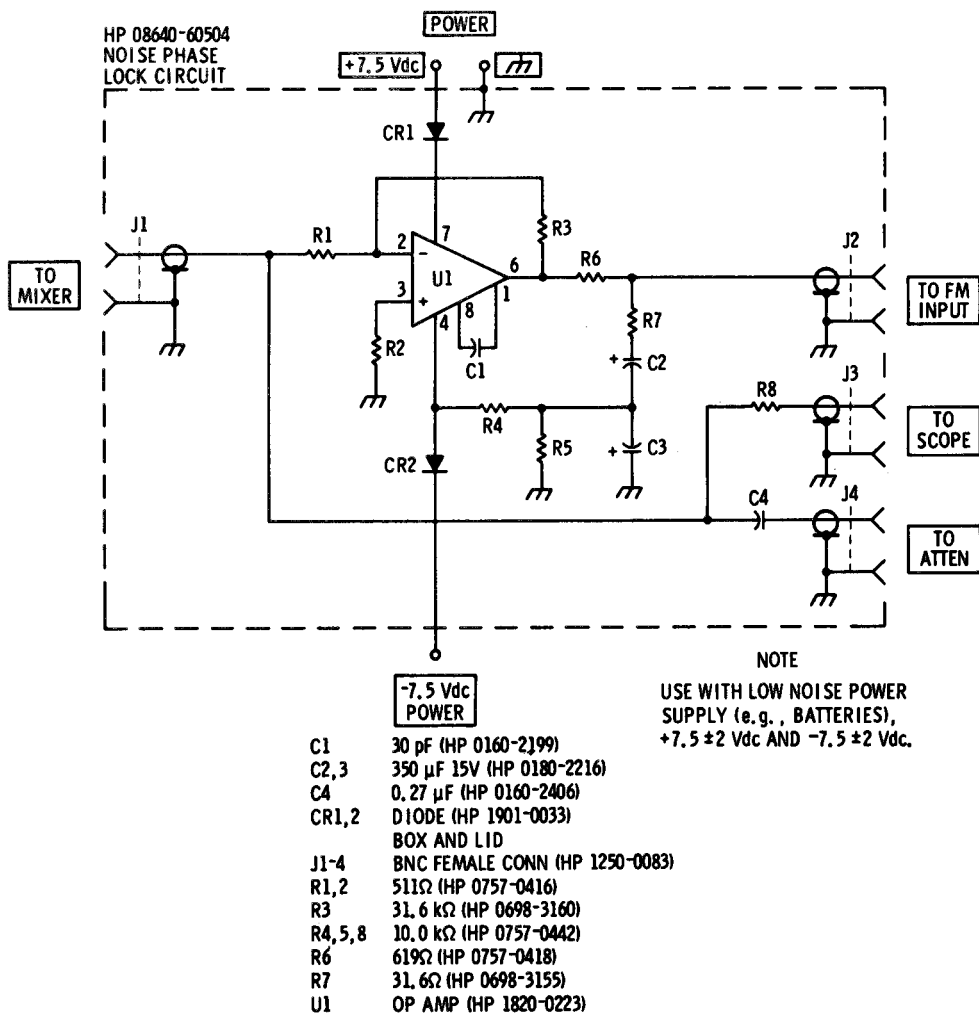 HP 08640-60504
NOISE PHASE
LOCK CIRCUIT
POWER
+7.5 Vdc
CR1
J1
R1
2
-
7
R3
J2
TO
MIXER
U1
6
R6
3
+
8
1
4
R2
C1
R7
TO FM
INPUT
+
C2
J3
R8
R4
R5
+
C3
TO
SCOPE
CR2
J4
C4
TO
ATTEN
-7.5 Vdc
POWER
NOTE
USE WITH LOW NOISE POWER
SUPPLY (e.g., BATTERIES),
+7.5 ±2 Vdc AND -7.5 ±2 Vdc.
C1 30 pF (HP 0160-2199)
C2,3 350 µF 15V (HP 0180-2216)
C4 0.27 µF (HP 0160-2406)
CR1,2 DIODE (HP 1901-0033)
BOX AND LID
J1-4 BNC FEMALE CONN (HP 1250-0083)
R1,2 511Ω (HP 0757-0416)
R3 31.6 kΩ (HP 0698-3160)
R4,5,8 10.0 kΩ (HP 0757-0442)
R6 619Ω (HP 0757-0418)
R7 31.6Ω (HP 0698-3155)
U1 OP AMP (HP 1820-0223)